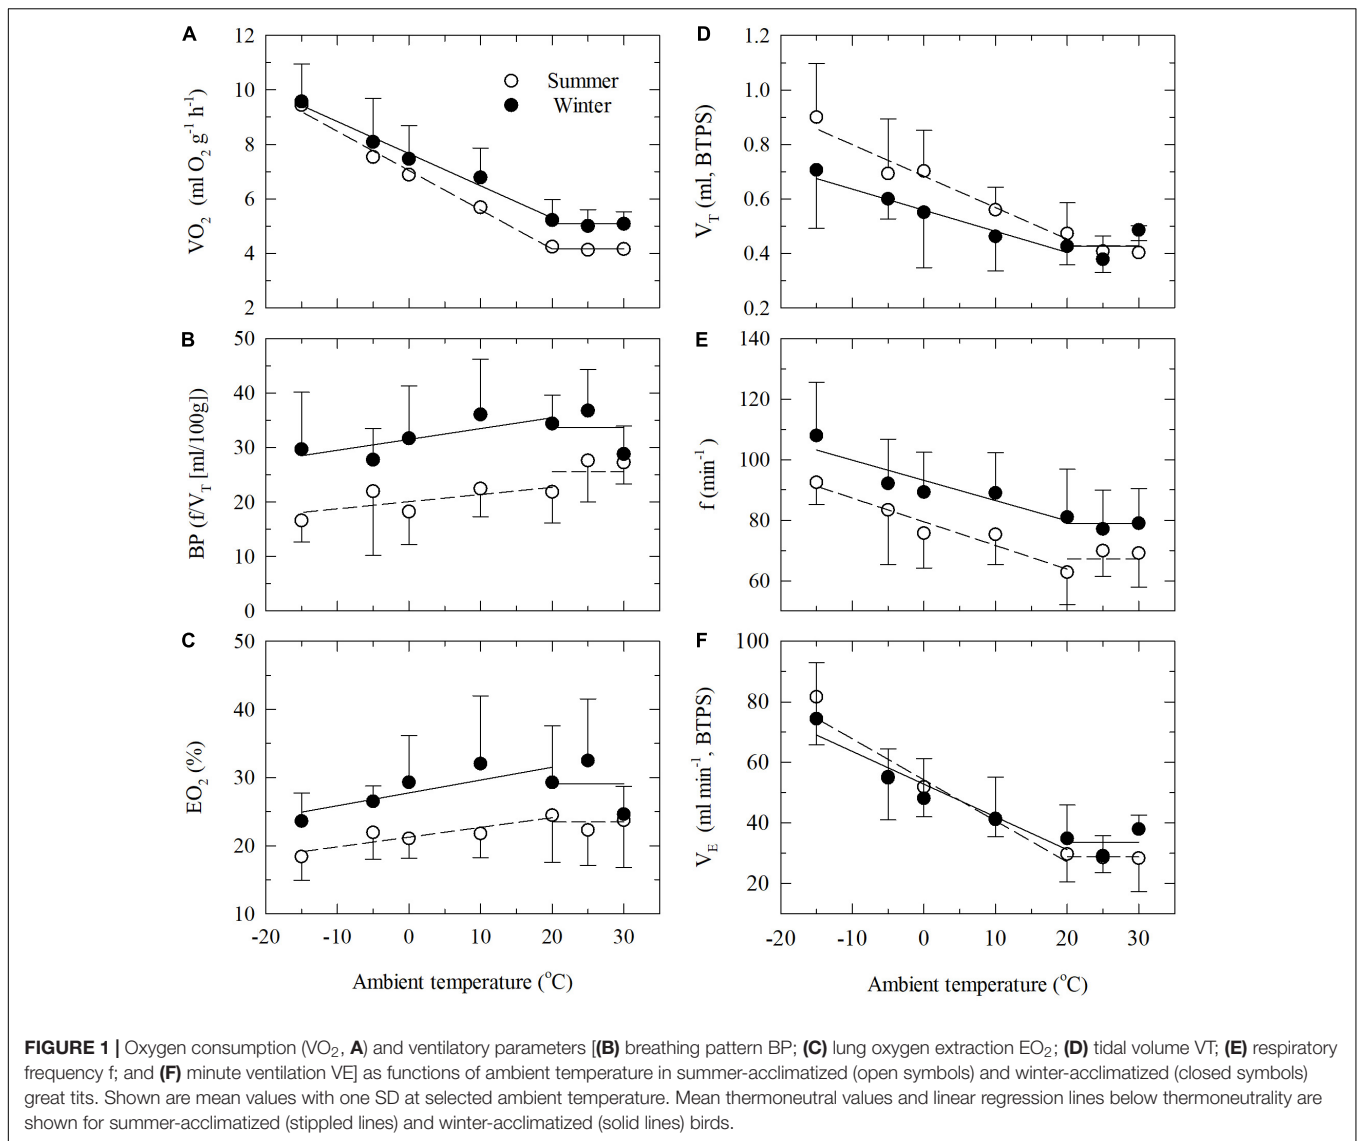 A
12
10
8
6
4
2
VO2 (ml O2 g-1 h-1)
Summer
Winter
B
50
40
30
20
10
0
BP (f/VT [ml/100g])
C
50
40
30
20
10
EO2 (%)
-20 -10 0 10 20 30
Ambient temperature (oC)
D
1.2
1.0
0.8
0.6
0.4
0.2
VT (ml, BTPS)
E
140
120
100
80
60
f (min-1)
F
100
80
60
40
20
VE (ml min-1, BTPS)
-20 -10 0 10 20 30
Ambient temperature (oC)
FIGURE 1 | Oxygen consumption (VO2, A) and ventilatory parameters [(B) breathing pattern BP; (C) lung oxygen extraction EO2; (D) tidal volume VT; (E) respiratory
frequency f; and (F) minute ventilation VE] as functions of ambient temperature in summer-acclimatized (open symbols) and winter-acclimatized (closed symbols)
great tits. Shown are mean values with one SD at selected ambient temperature. Mean thermoneutral values and linear regression lines below thermoneutrality are
shown for summer-acclimatized (stippled lines) and winter-acclimatized (solid lines) birds.